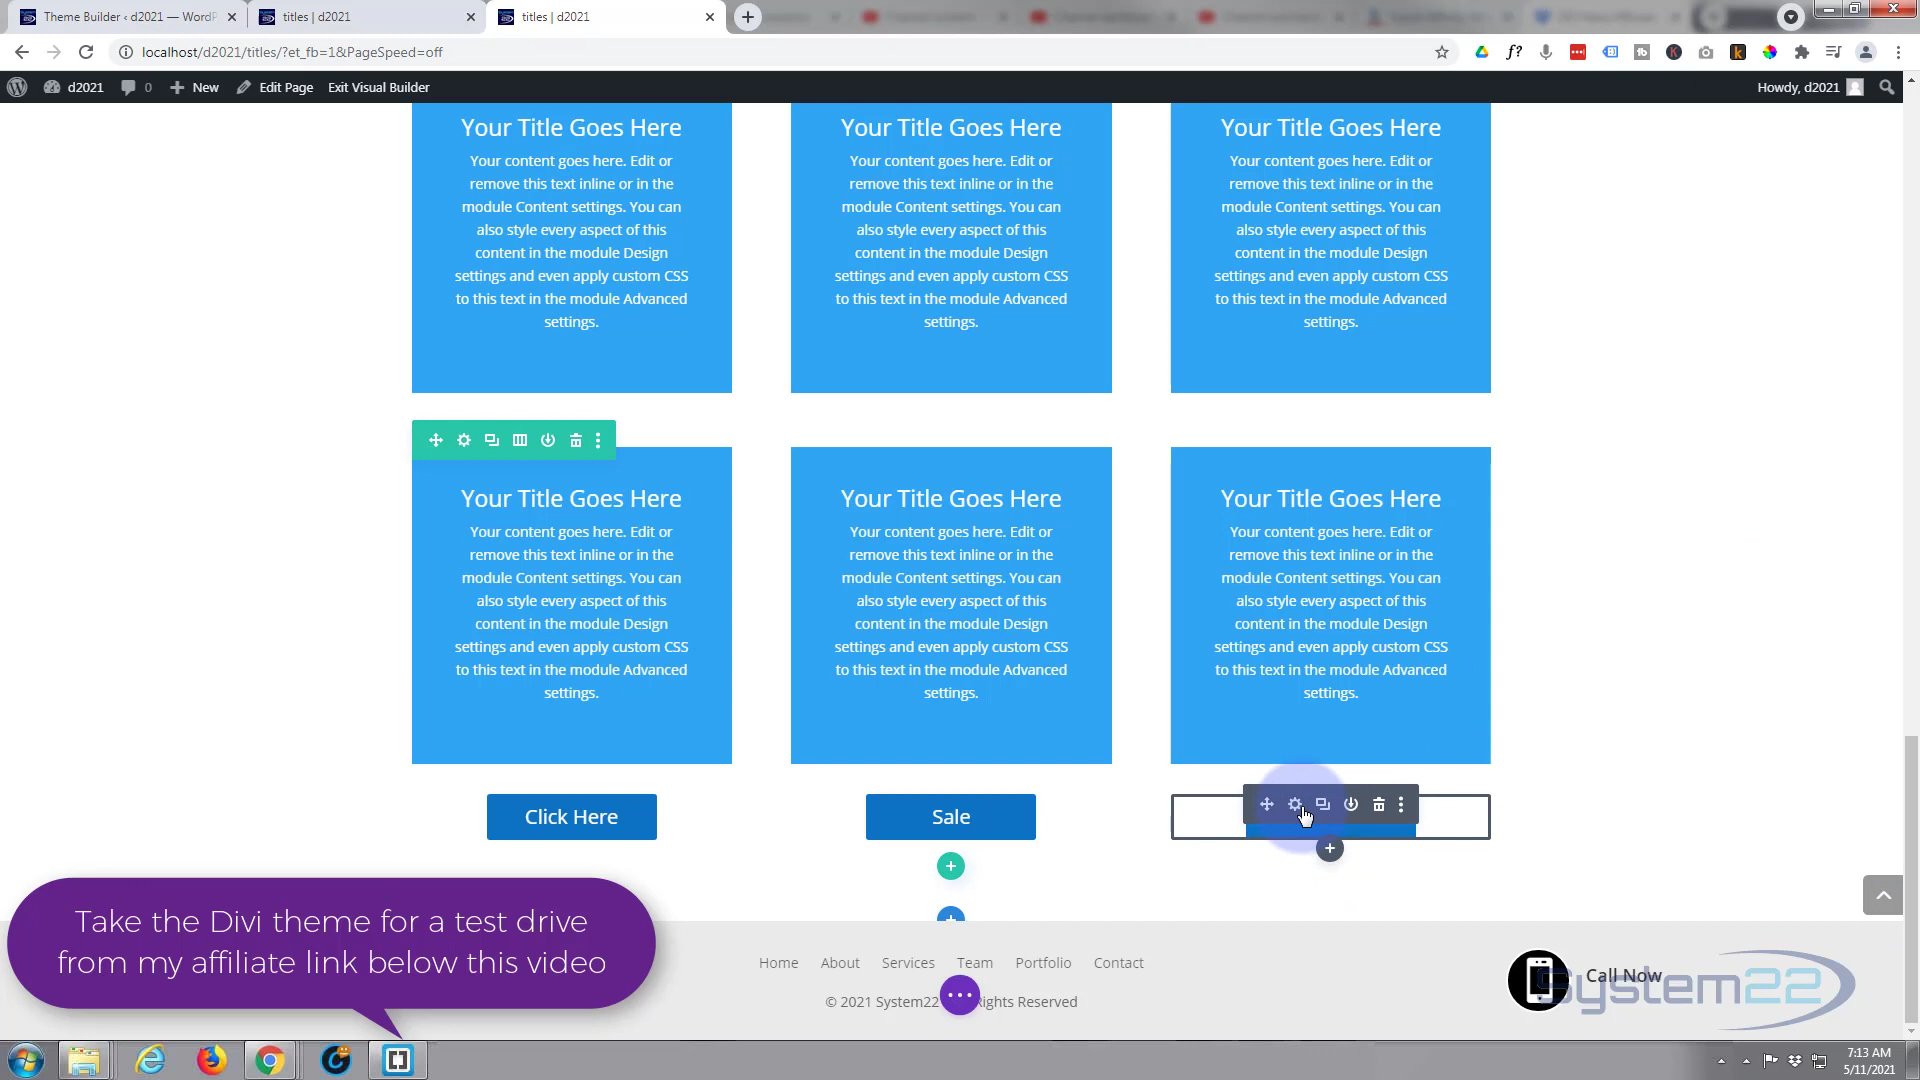 Theme Builder ‹ d2021 — WordP
titles | d2021
titles | d2021
localhost/d2021/titles/?et_fb=1&PageSpeed=off
d2021
0
New
Edit Page
Exit Visual Builder
Howdy, d2021
Your Title Goes Here
Your content goes here. Edit or
remove this text inline or in the
module Content settings. You can
also style every aspect of this
content in the module Design
settings and even apply custom CSS
to this text in the module Advanced
settings.
Your Title Goes Here
Your content goes here. Edit or
remove this text inline or in the
module Content settings. You can
also style every aspect of this
content in the module Design
settings and even apply custom CSS
to this text in the module Advanced
settings.
Your Title Goes Here
Your content goes here. Edit or
remove this text inline or in the
module Content settings. You can
also style every aspect of this
content in the module Design
settings and even apply custom CSS
to this text in the module Advanced
settings.
Your Title Goes Here
Your content goes here. Edit or
remove this text inline or in the
module Content settings. You can
also style every aspect of this
content in the module Design
settings and even apply custom CSS
to this text in the module Advanced
settings.
Your Title Goes Here
Your content goes here. Edit or
remove this text inline or in the
module Content settings. You can
also style every aspect of this
content in the module Design
settings and even apply custom CSS
to this text in the module Advanced
settings.
Your Title Goes Here
Your content goes here. Edit or
remove this text inline or in the
module Content settings. You can
also style every aspect of this
content in the module Design
settings and even apply custom CSS
to this text in the module Advanced
settings.
Click Here
Sale
Take the Divi theme for a test drive
from my affiliate link below this video
Home
About
Services
Team
Portfolio
Contact
© 2021 System22 Rights Reserved
Call Now
System22
7:13 AM
5/11/2021